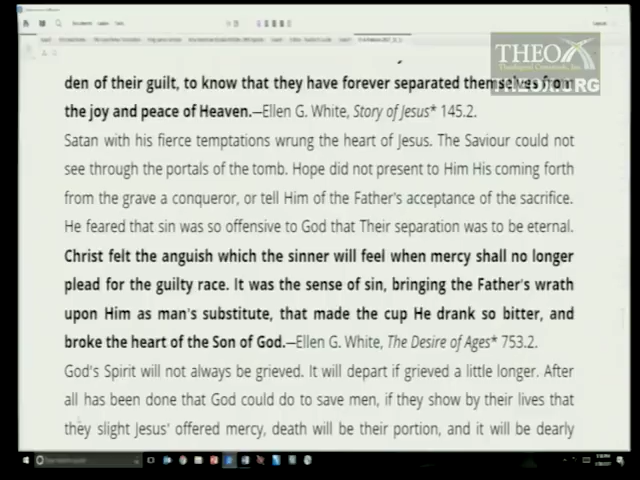 THEO
THEOX.ORG
den of their guilt, to know that they have forever separated themselves from
the joy and peace of Heaven.—Ellen G. White, Story of Jesus* 145.2.
Satan with his fierce temptations wrung the heart of Jesus. The Saviour could not
see through the portals of the tomb. Hope did not present to Him His coming forth
from the grave a conqueror, or tell Him of the Father's acceptance of the sacrifice.
He feared that sin was so offensive to God that Their separation was to be eternal.
Christ felt the anguish which the sinner will feel when mercy shall no longer
plead for the guilty race. It was the sense of sin, bringing the Father's wrath
upon Him as man's substitute, that made the cup He drank so bitter, and
broke the heart of the Son of God.—Ellen G. White, The Desire of Ages* 753.2.
God's Spirit will not always be grieved. It will depart if grieved a little longer. After
all has been done that God could do to save men, if they show by their lives that
they slight Jesus' offered mercy, death will be their portion, and it will be dearly